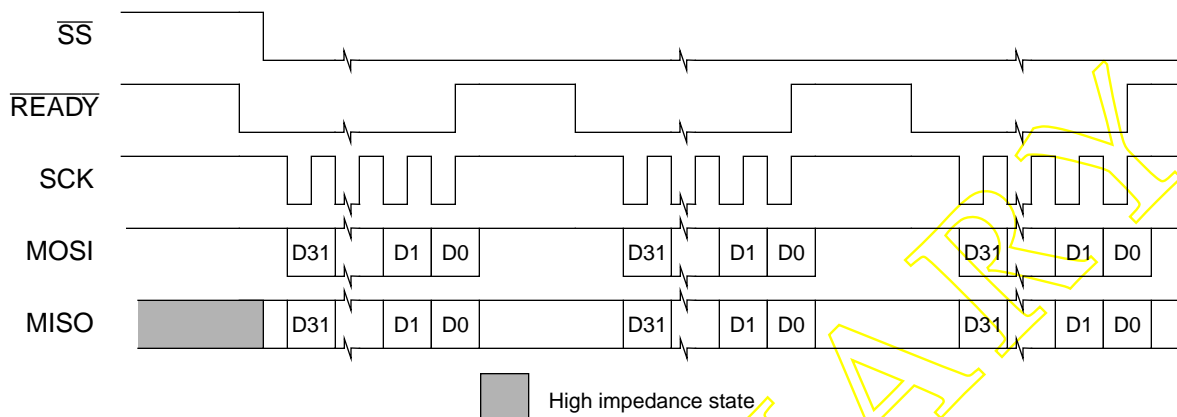 SS
READY
SCK
MOSI D31 D1 D0 D31 D1 D0 D31 D1 D0
MISO D31 D1 D0 D31 D1 D0 D31 D1 D0
High impedance state
A R Y